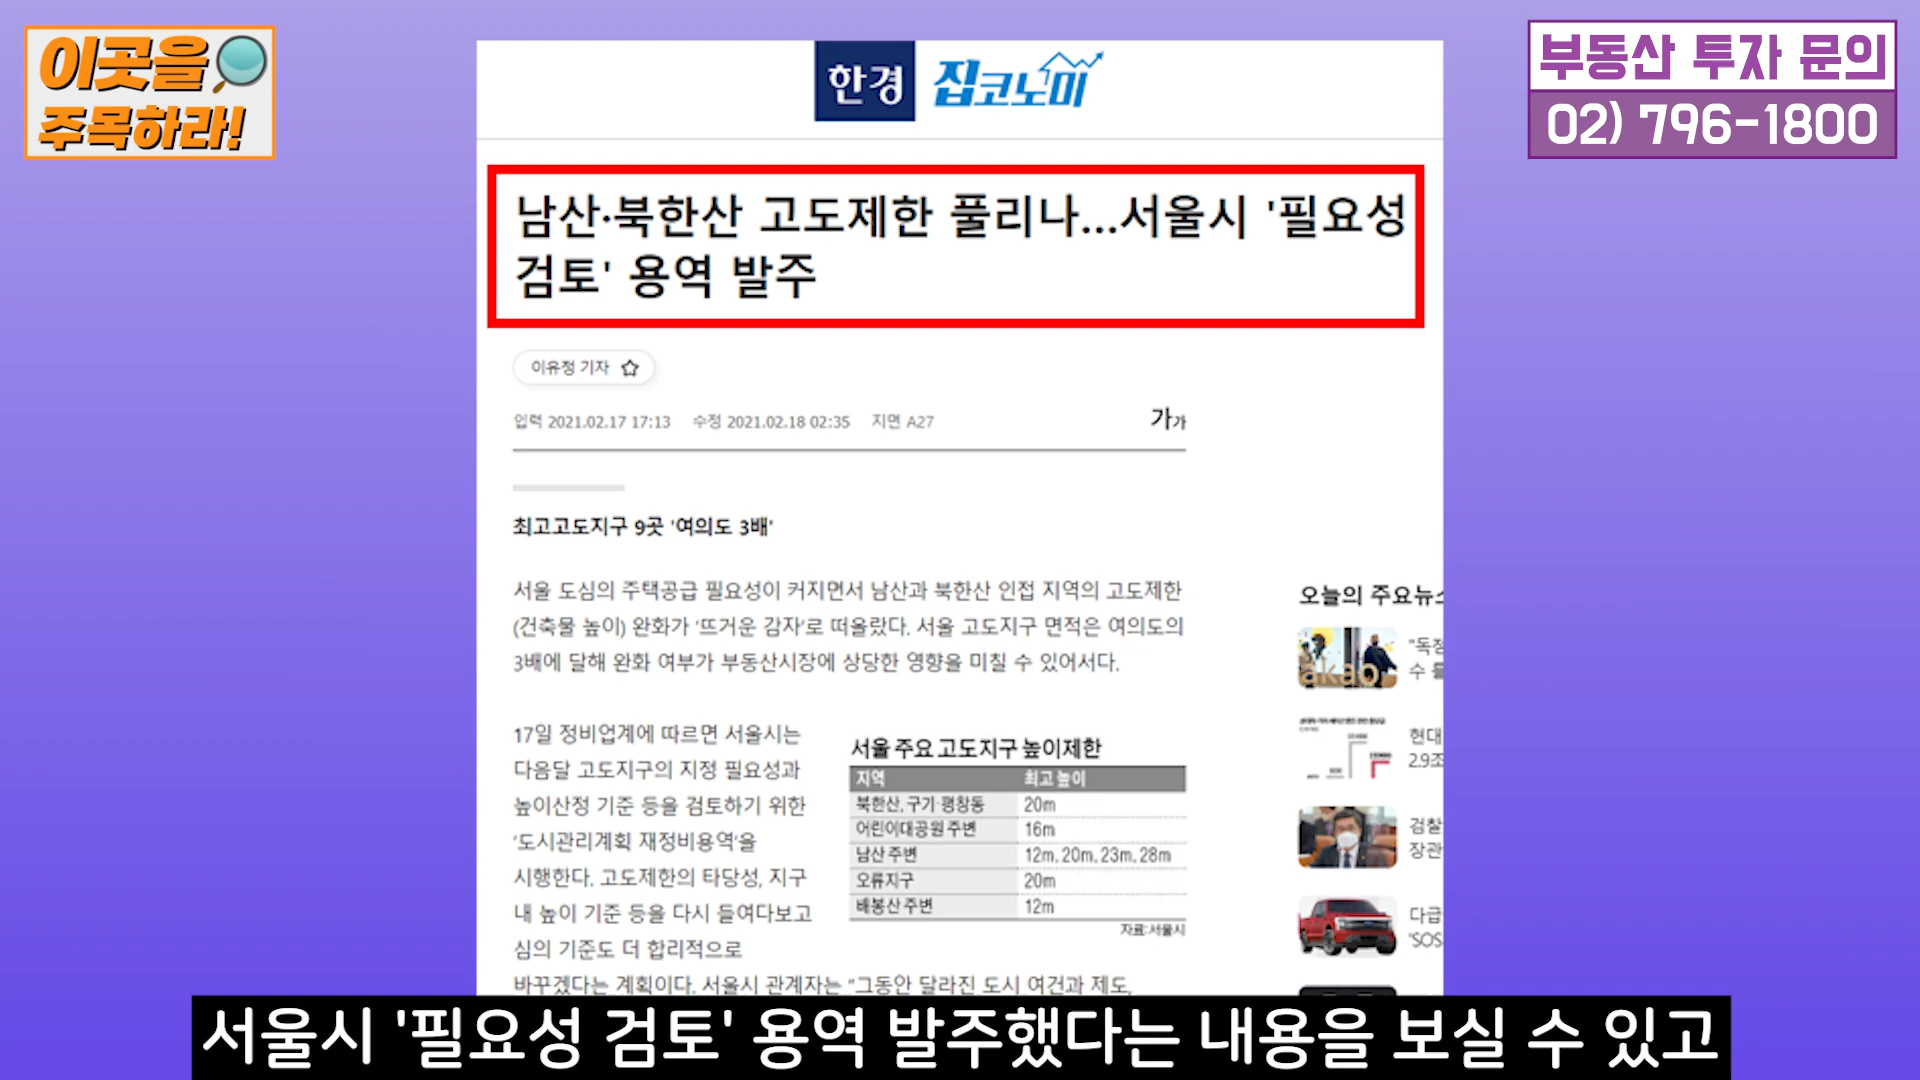 이곳을
주목하라!
부동산 투자 문의
02) 796-1800
한경 집코노미
남산·북한산 고도제한 풀리나...서울시 '필요성
검토' 용역 발주
이유정 기자
입력 2021.02.17 17:13 수정 2021.02.18 02:35 지면 A27
가가
최고고도지구 9곳 '여의도 3배'
서울 도심의 주택공급 필요성이 커지면서 남산과 북한산 인접 지역의 고도제한
(건축물 높이) 완화가 '뜨거운 감자'로 떠올랐다. 서울 고도지구 면적은 여의도의
3배에 달해 완화 여부가 부동산시장에 상당한 영향을 미칠 수 있어서다.
17일 정비업계에 따르면 서울시는
다음달 고도지구의 지정 필요성과
높이산정 기준 등을 검토하기 위한
'도시관리계획 재정비용역'을
시행한다. 고도제한의 타당성, 지구
내 높이 기준 등을 다시 들여다보고
심의 기준도 더 합리적으로
바꾸겠다는 계획이다. 서울시 관계자는 "그동안 달라진 도시 여건과 제도,
서울 주요 고도지구 높이제한
지역 최고 높이
북한산, 구기·평창동 20m
어린이대공원 주변 16m
남산 주변 12m, 20m, 23m, 28m
오류지구 20m
배봉산 주변 12m
자료:서울시
오늘의 주요뉴스
"독점
수 들
현대
2.9조
검찰
장관
다급
'SOS
서울시 '필요성 검토' 용역 발주했다는 내용을 보실 수 있고